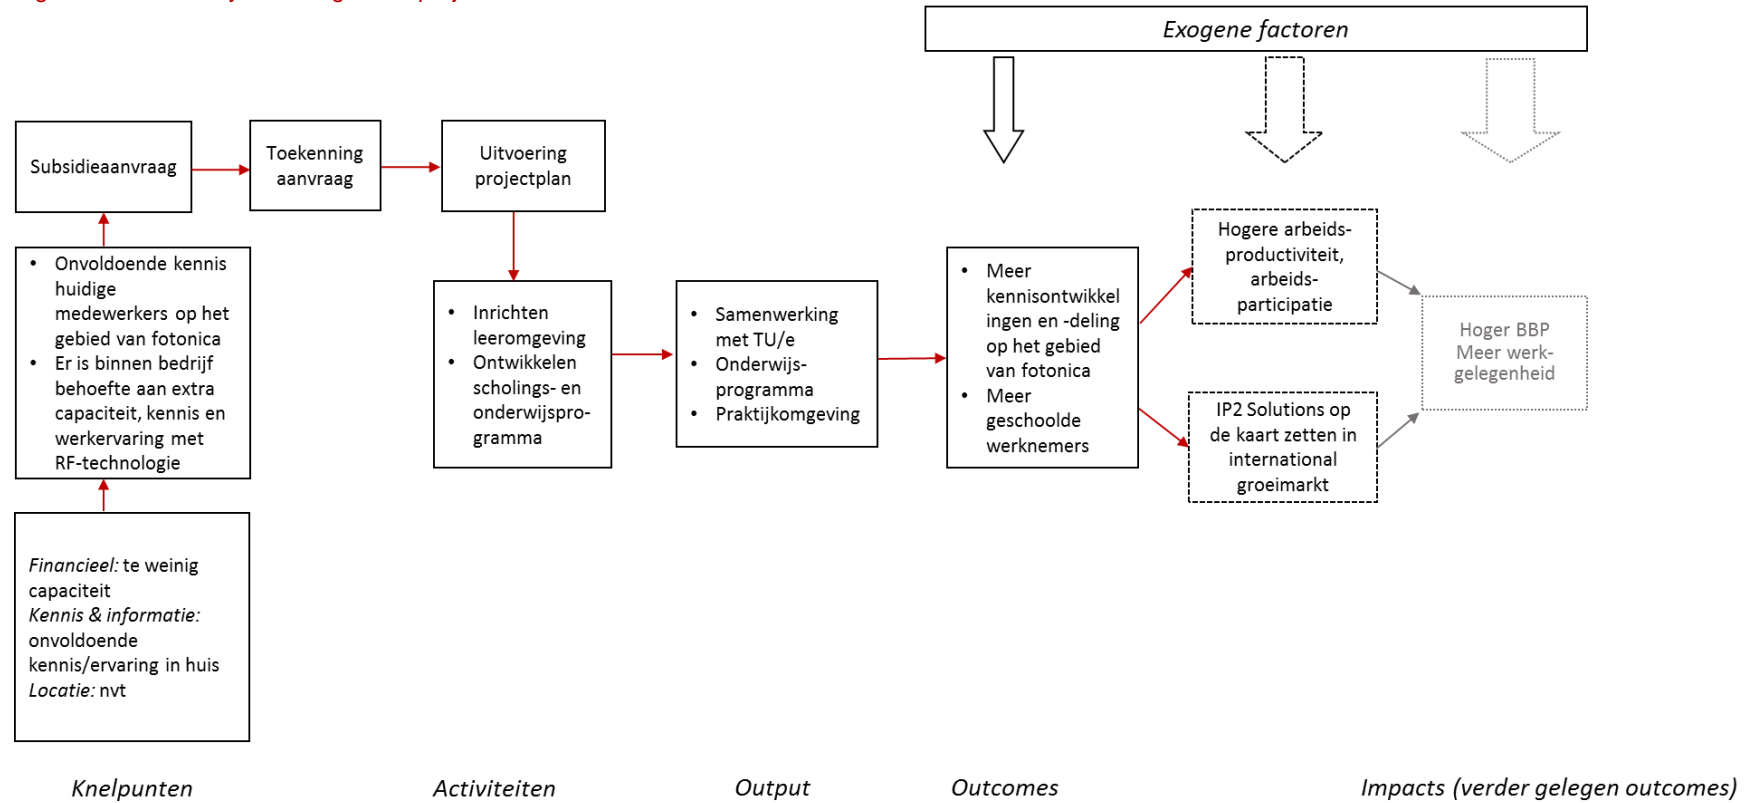 Exogene factoren
Subsidieaanvraag
Toekenning
aanvraag
Uitvoering
projectplan
• Onvoldoende kennis
huidige
medewerkers op het
gebied van fotonica
• Er is binnen bedrijf
behoefte aan extra
capaciteit, kennis en
werkervaring met
RF-technologie
Financieel: te weinig
capaciteit
Kennis & informatie:
onvoldoende
kennis/ervaring in huis
Locatie: nvt
• Inrichten
leeromgeving
• Ontwikkelen
scholings- en
onderwijspro-
gramma
• Samenwerking
met TU/e
• Onderwijs-
programma
• Praktijkomgeving
• Meer
kennisontwikkel
ingen en -deling
op het gebied
van fotonica
• Meer
geschoolde
werknemers
Hogere arbeids-
productiviteit,
arbeids-
participatie
IP2 Solutions op
de kaart zetten in
international
groeimarkt
Hoger BBP
Meer werk-
gelegenheid
Knelpunten
Activiteiten
Output
Outcomes
Impacts (verder gelegen outcomes)